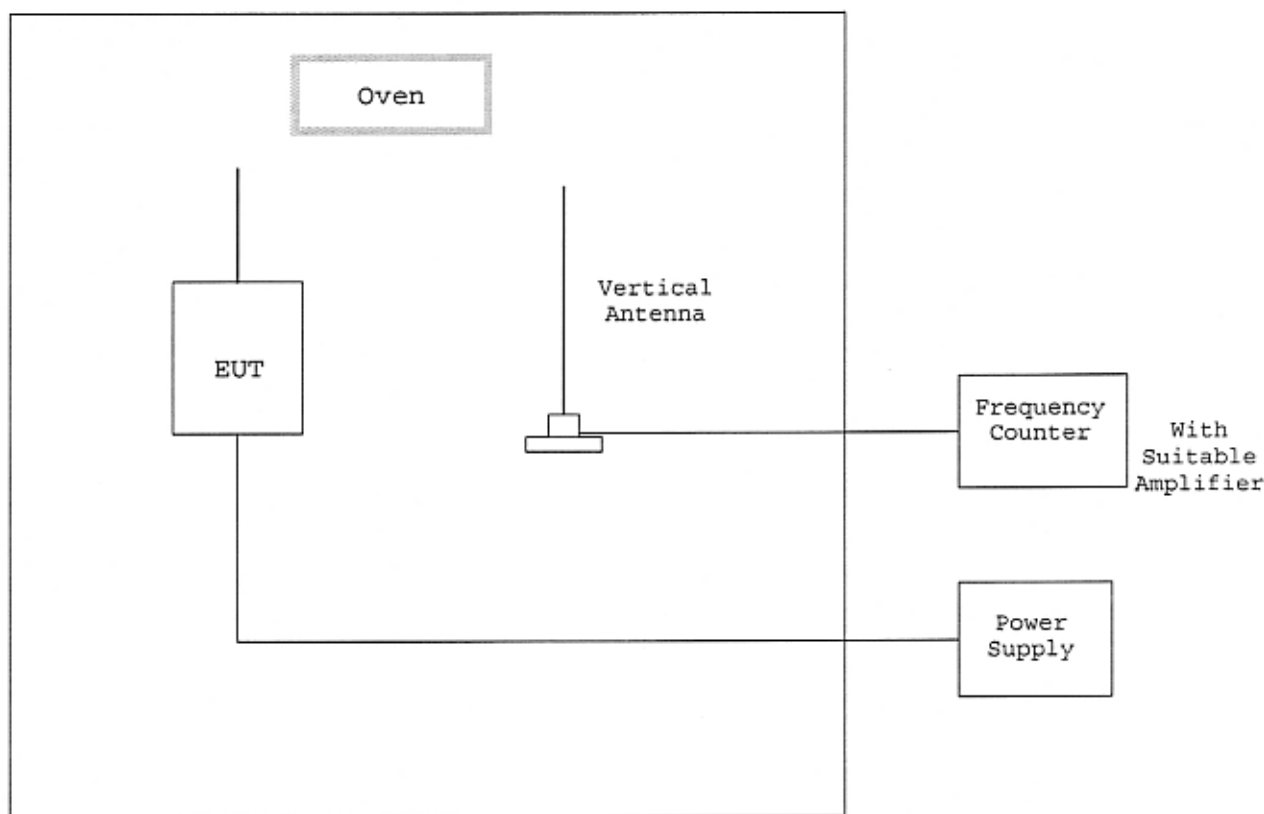 Oven
Vertical
Antenna
EUT
Frequency
Counter
With
Suitable
Amplifier
Power
Supply